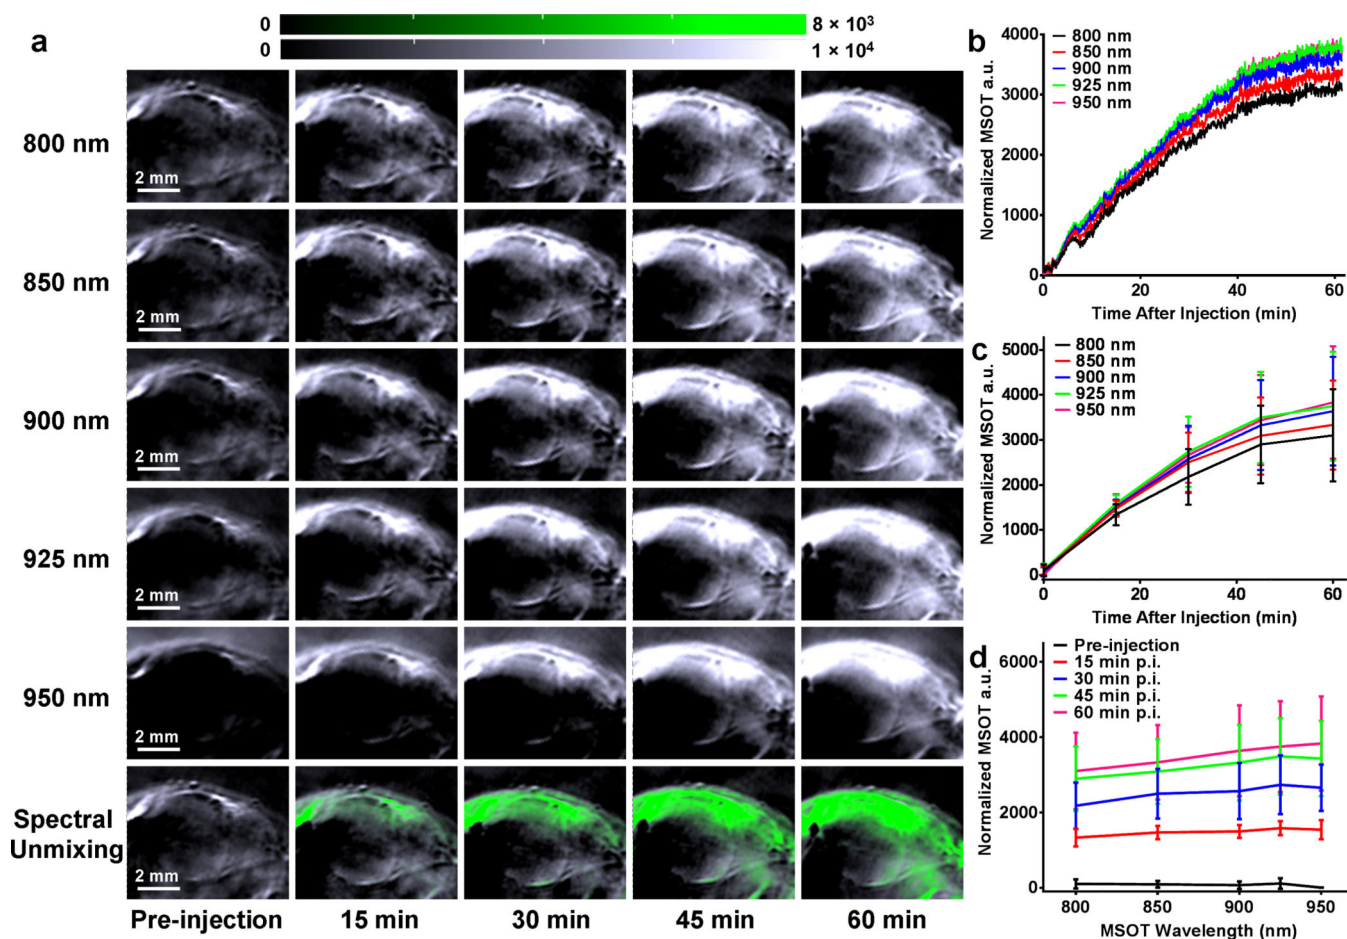 a
0
8 × 10³
0
1 × 10⁴
800 nm
2 mm
850 nm
2 mm
900 nm
2 mm
925 nm
2 mm
950 nm
2 mm
Spectral
Unmixing
2 mm
Pre-injection 15 min 30 min 45 min 60 min
b
Normalized MSOT a.u.
4000
3000
2000
1000
0
800 nm
850 nm
900 nm
925 nm
950 nm
0 20 40 60
Time After Injection (min)
c
Normalized MSOT a.u.
5000
4000
3000
2000
1000
0
800 nm
850 nm
900 nm
925 nm
950 nm
0 20 40 60
Time After Injection (min)
d
Normalized MSOT a.u.
6000
4000
2000
0
Pre-injection
15 min p.i.
30 min p.i.
45 min p.i.
60 min p.i.
800 850 900 950
MSOT Wavelength (nm)